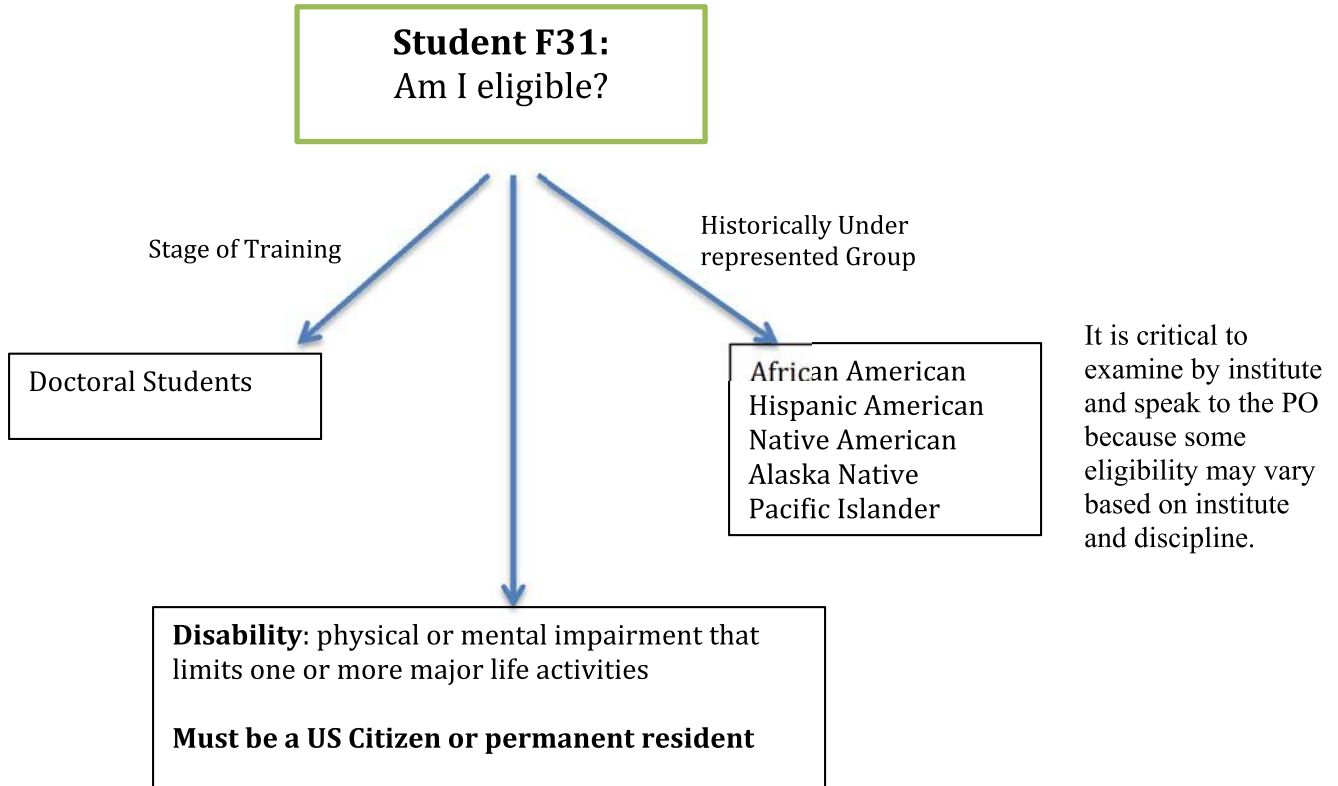 Student F31:
Am I eligible?
Stage of Training
Historically Under
represented Group
Doctoral Students
African American
Hispanic American
Native American
Alaska Native
Pacific Islander
It is critical to
examine by institute
and speak to the PO
because some
eligibility may vary
based on institute
and discipline.
Disability: physical or mental impairment that
limits one or more major life activities
Must be a US Citizen or permanent resident